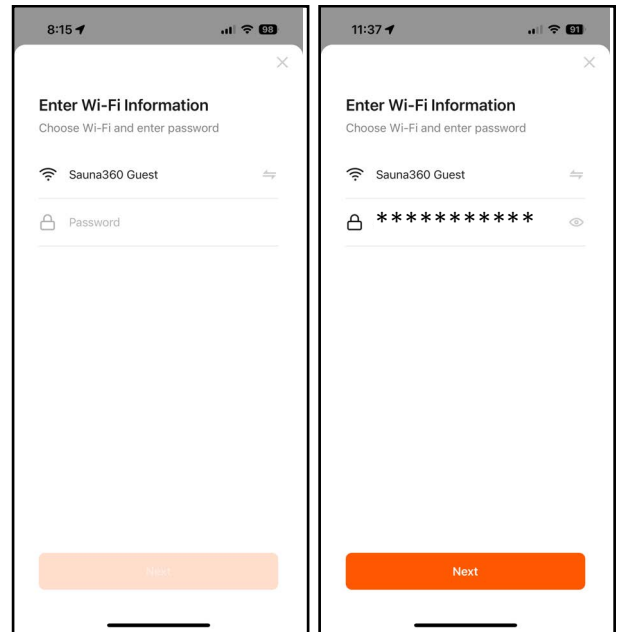 8:15
98
Enter Wi-Fi Information
Choose Wi-Fi and enter password
Sauna360 Guest
Password
Next
11:37
91
Enter Wi-Fi Information
Choose Wi-Fi and enter password
Sauna360 Guest
***********
Next